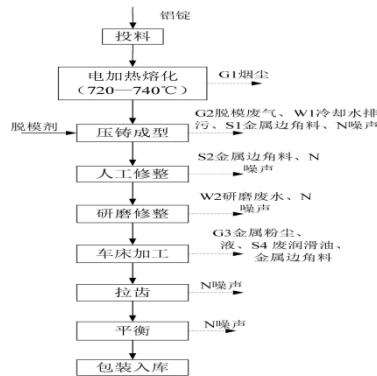 铝锭
投料
电加热熔化
(720—740℃)
G1烟尘
脱模剂
压铸成型
G2脱模废气、W1冷却水排
污、S1金属边角料、N噪声
人工修整
S2金属边角料、N
噪声
研磨修整
W2研磨废水、N
噪声
车床加工
G3金属粉尘、
液、S4 废润滑油、
金属边角料
拉齿
N噪声
平衡
N噪声
包装入库